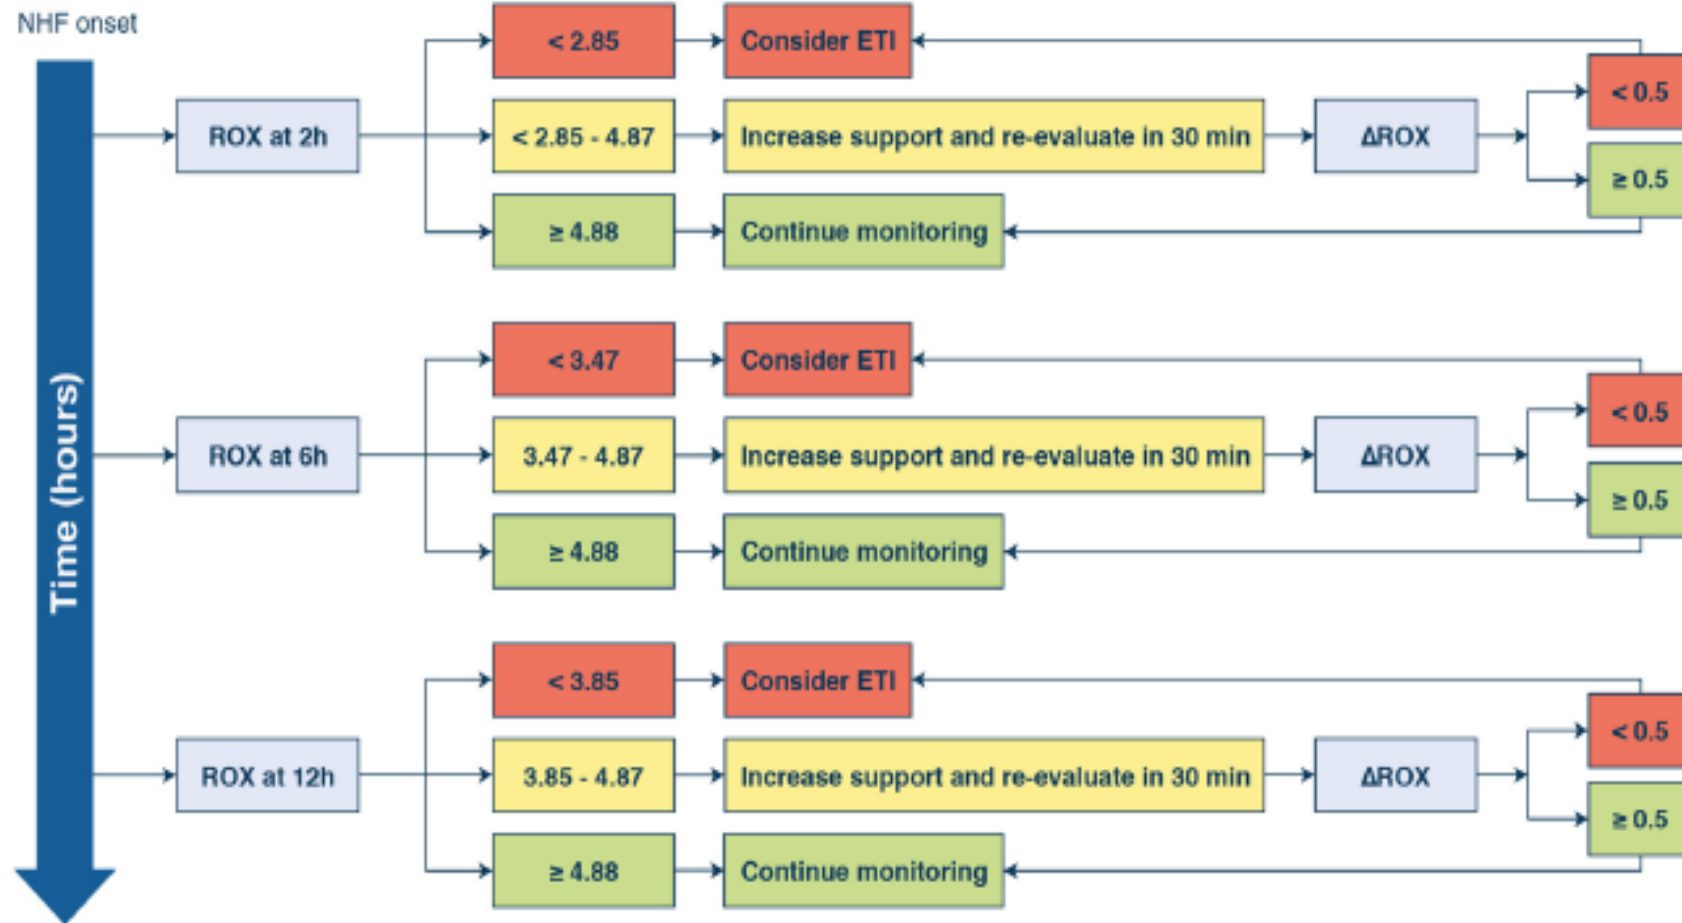 NHF onset
Time (hours)
< 2.85
Consider ETI
< 0.5
ROX at 2h
< 2.85 - 4.87
Increase support and re-evaluate in 30 min
ΔROX
≥ 0.5
≥ 4.88
Continue monitoring
< 3.47
Consider ETI
< 0.5
ROX at 6h
3.47 - 4.87
Increase support and re-evaluate in 30 min
ΔROX
≥ 0.5
≥ 4.88
Continue monitoring
< 3.85
Consider ETI
< 0.5
ROX at 12h
3.85 - 4.87
Increase support and re-evaluate in 30 min
ΔROX
≥ 0.5
≥ 4.88
Continue monitoring